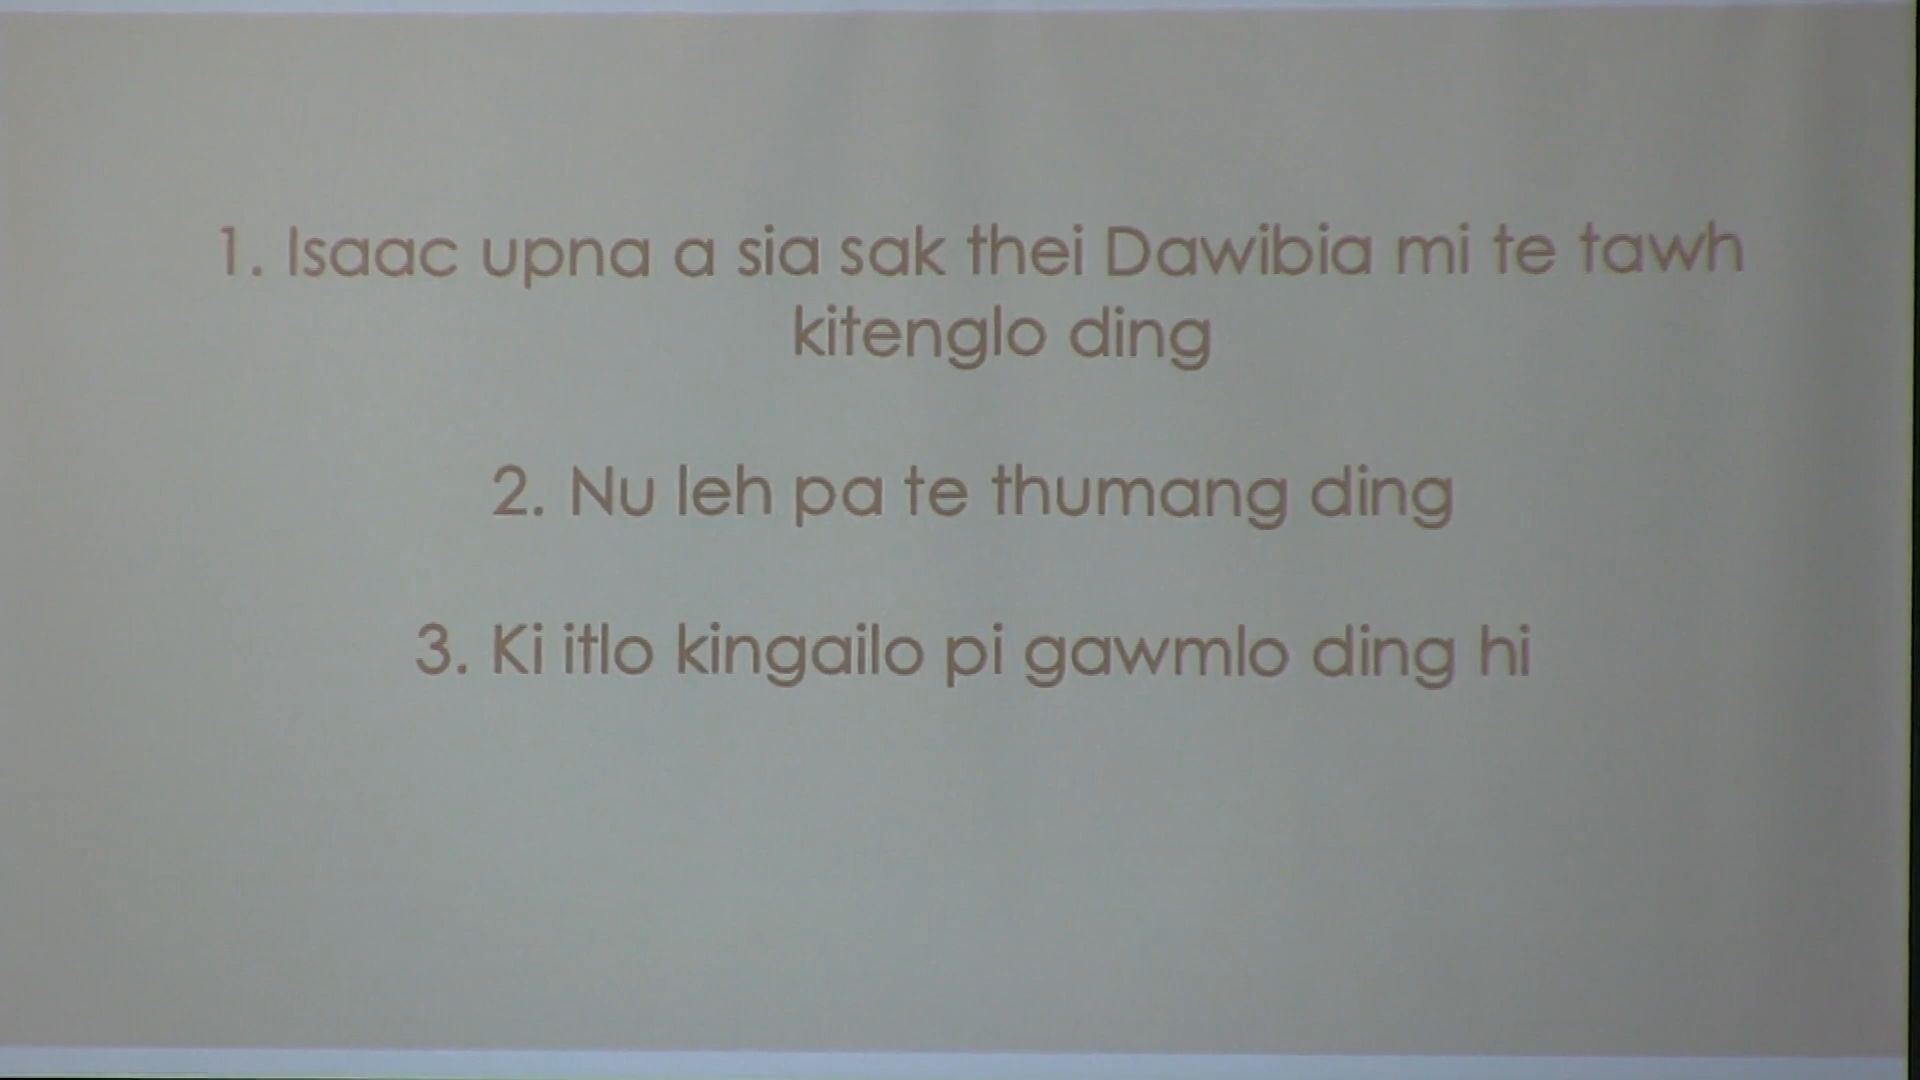 1. Isaac upna a sia sak thei Dawibia mi te tawh
kitenglo ding
2. Nu leh pa te thumang ding
3. Ki itlo kingailo pi gawmlo ding hi